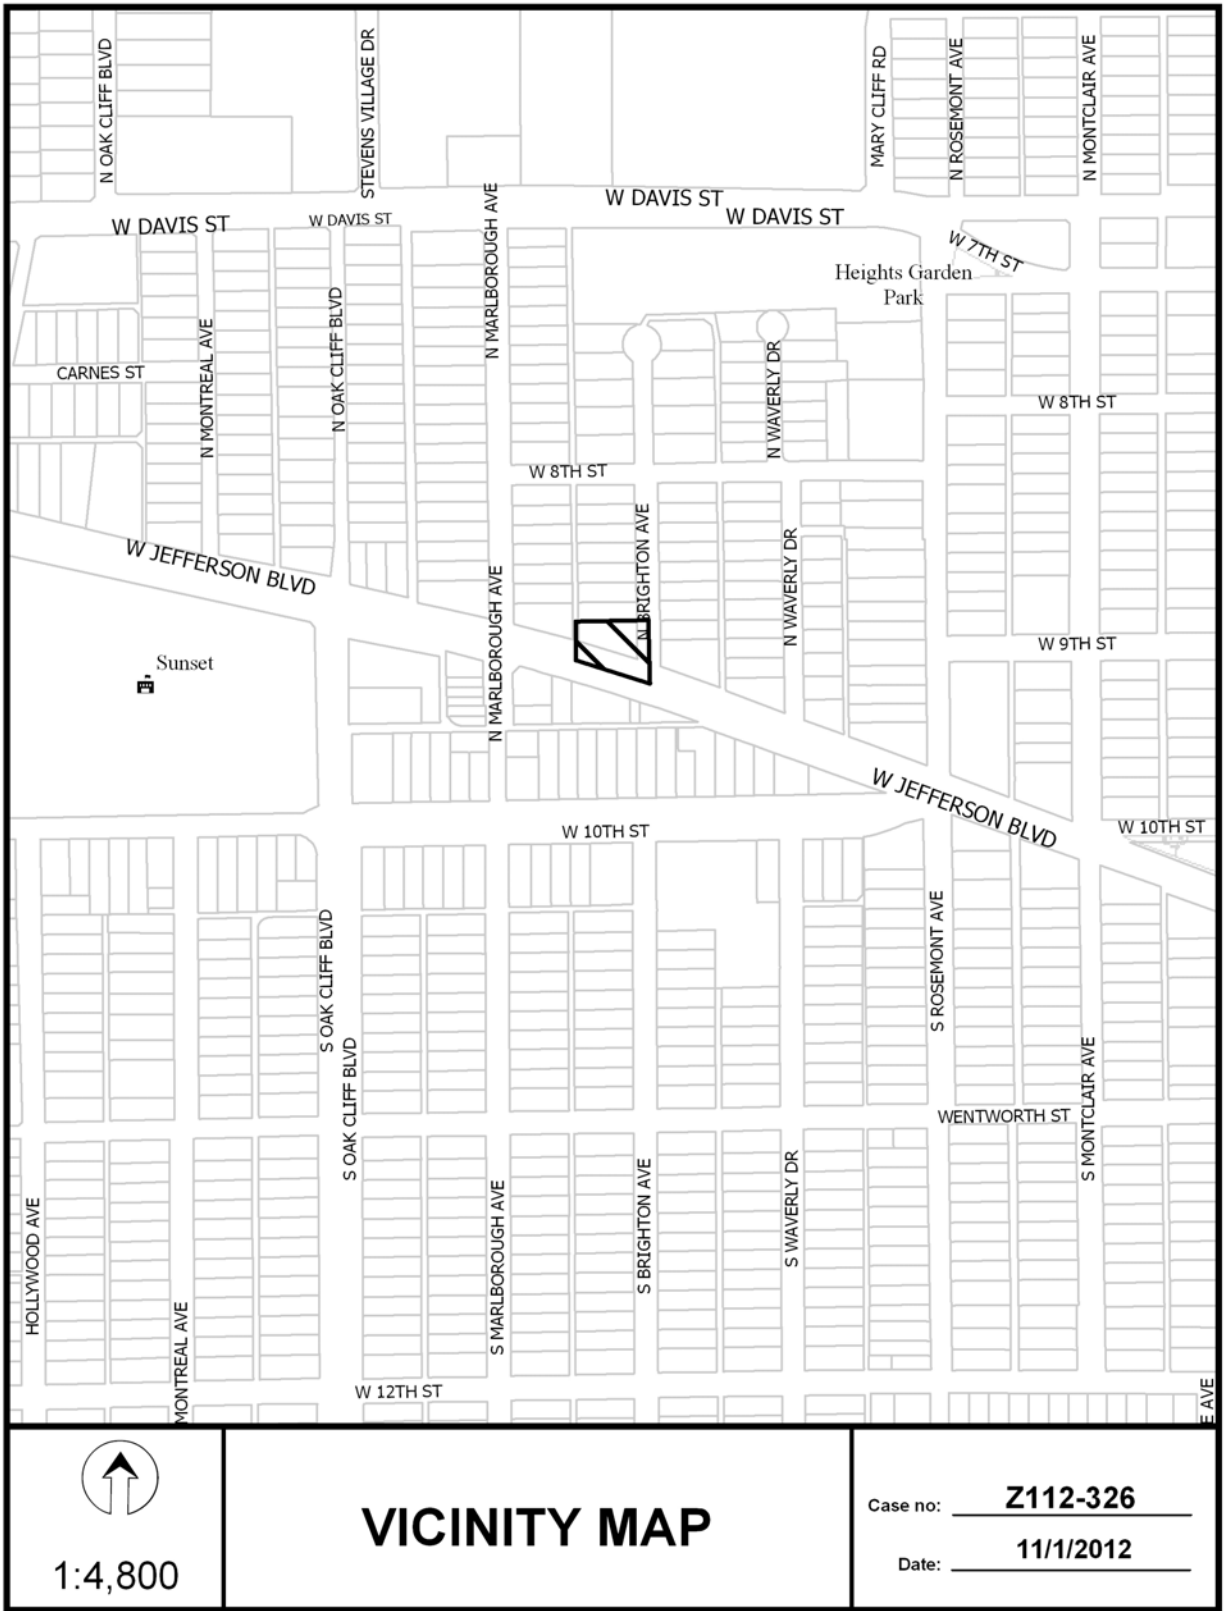 N OAK CLIFF BLVD
STEVENS VILLAGE DR
MARY CLIFF RD
N ROSEMONT AVE
N MONTCLAIR AVE
W DAVIS ST
W DAVIS ST
W DAVIS ST
W DAVIS ST
N MARLBOROUGH AVE
W 7TH ST
Heights Garden
Park
CARNES ST
N MONTREAL AVE
N OAK CLIFF BLVD
N WAVERLY DR
W 8TH ST
W 8TH ST
W JEFFERSON BLVD
N MARLBOROUGH AVE
N BRIGHTON AVE
N WAVERLY DR
W 9TH ST
Sunset
W JEFFERSON BLVD
W 10TH ST
W 10TH ST
S OAK CLIFF BLVD
S ROSEMONT AVE
S OAK CLIFF BLVD
S MONTCLAIR AVE
WENTWORTH ST
HOLLYWOOD AVE
MONTREAL AVE
S MARLBOROUGH AVE
S BRIGHTON AVE
S WAVERLY DR
W 12TH ST
E AVE
1:4,800
VICINITY MAP
Case no: Z112-326
Date: 11/1/2012